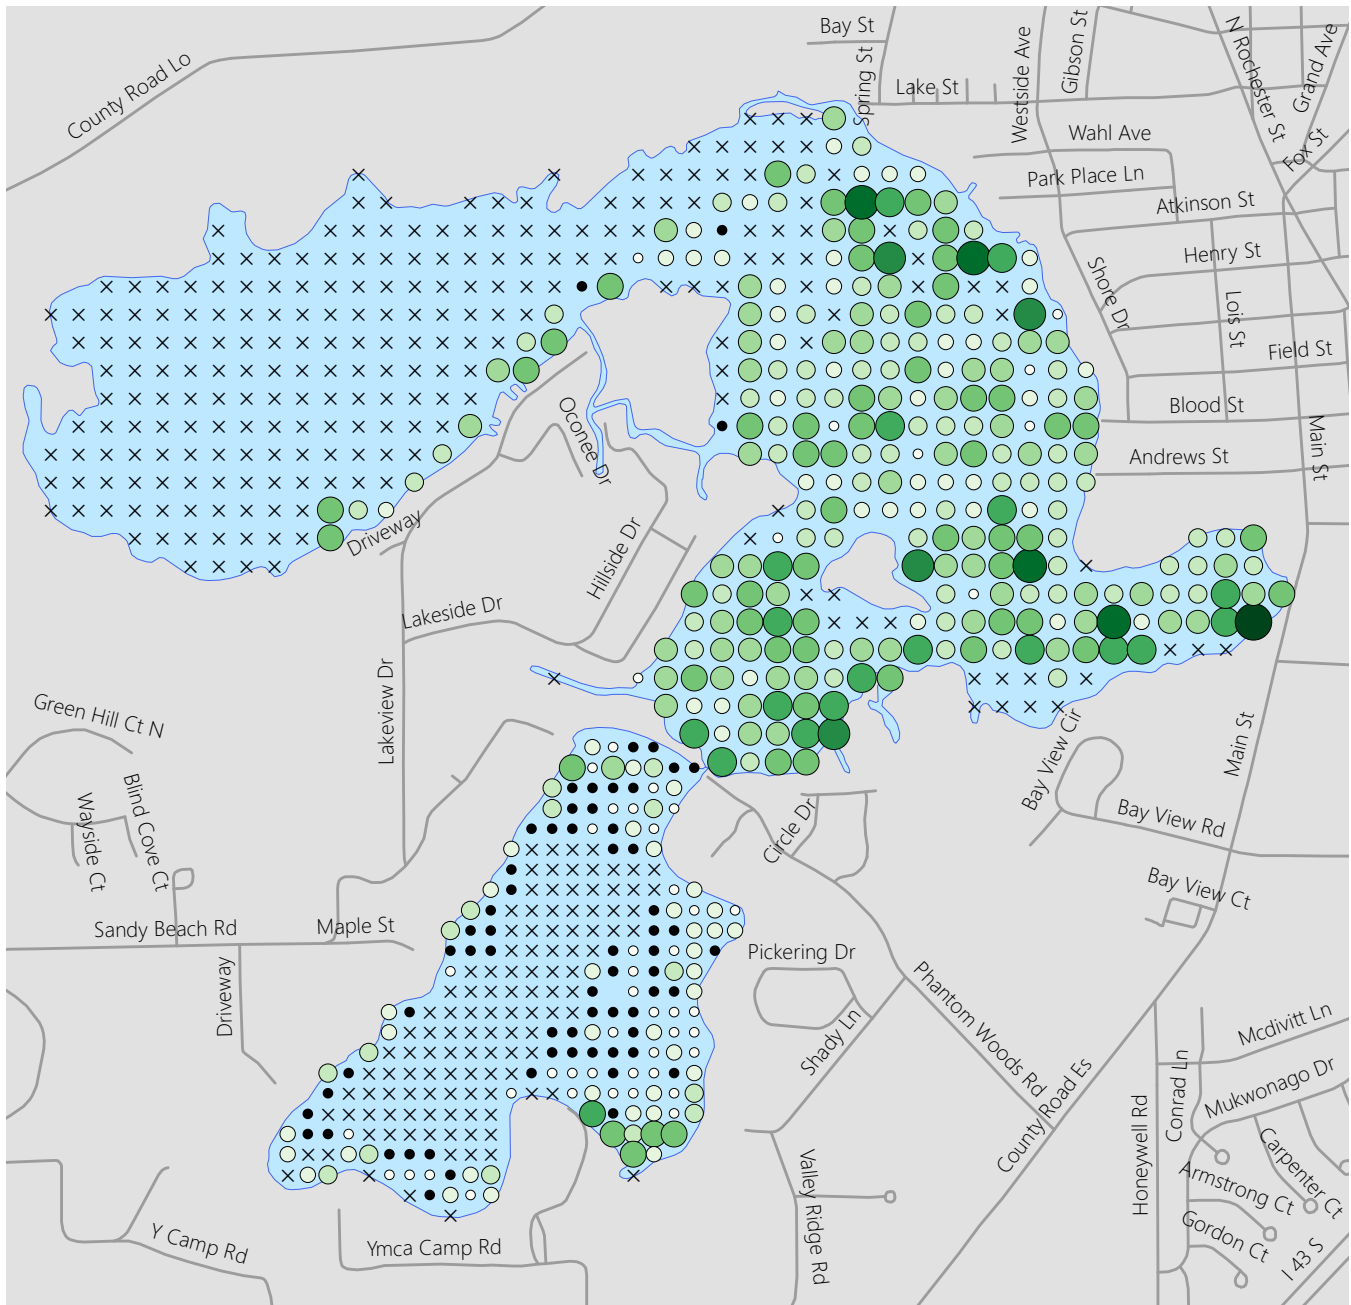 Bay St
Spring St
Lake St
Westside Ave
Gibson St
N Rochester St
Grand Ave
Fox St
County Road Lo
Wahl Ave
Park Place Ln
Atkinson St
Henry St
Shore Dr
Lois St
Field St
Blood St
Main St
Andrews St
Oconee Dr
Driveway
Hillside Dr
Lakeside Dr
Lakeview Dr
Green Hill Ct N
Blind Cove Ct
Wayside Ct
Main St
Bay View Cir
Bay View Rd
Circle Dr
Bay View Ct
Sandy Beach Rd
Maple St
Pickering Dr
Driveway
Phantom Woods Rd
Shady Ln
County Road Es
Mcdivitt Ln
Conrad Ln
Mukwonago Dr
Honeywell Rd
Carpenter Ct
Armstrong Ct
Gordon Ct
Valley Ridge Rd
Y Camp Rd
Ymca Camp Rd
I 43 S